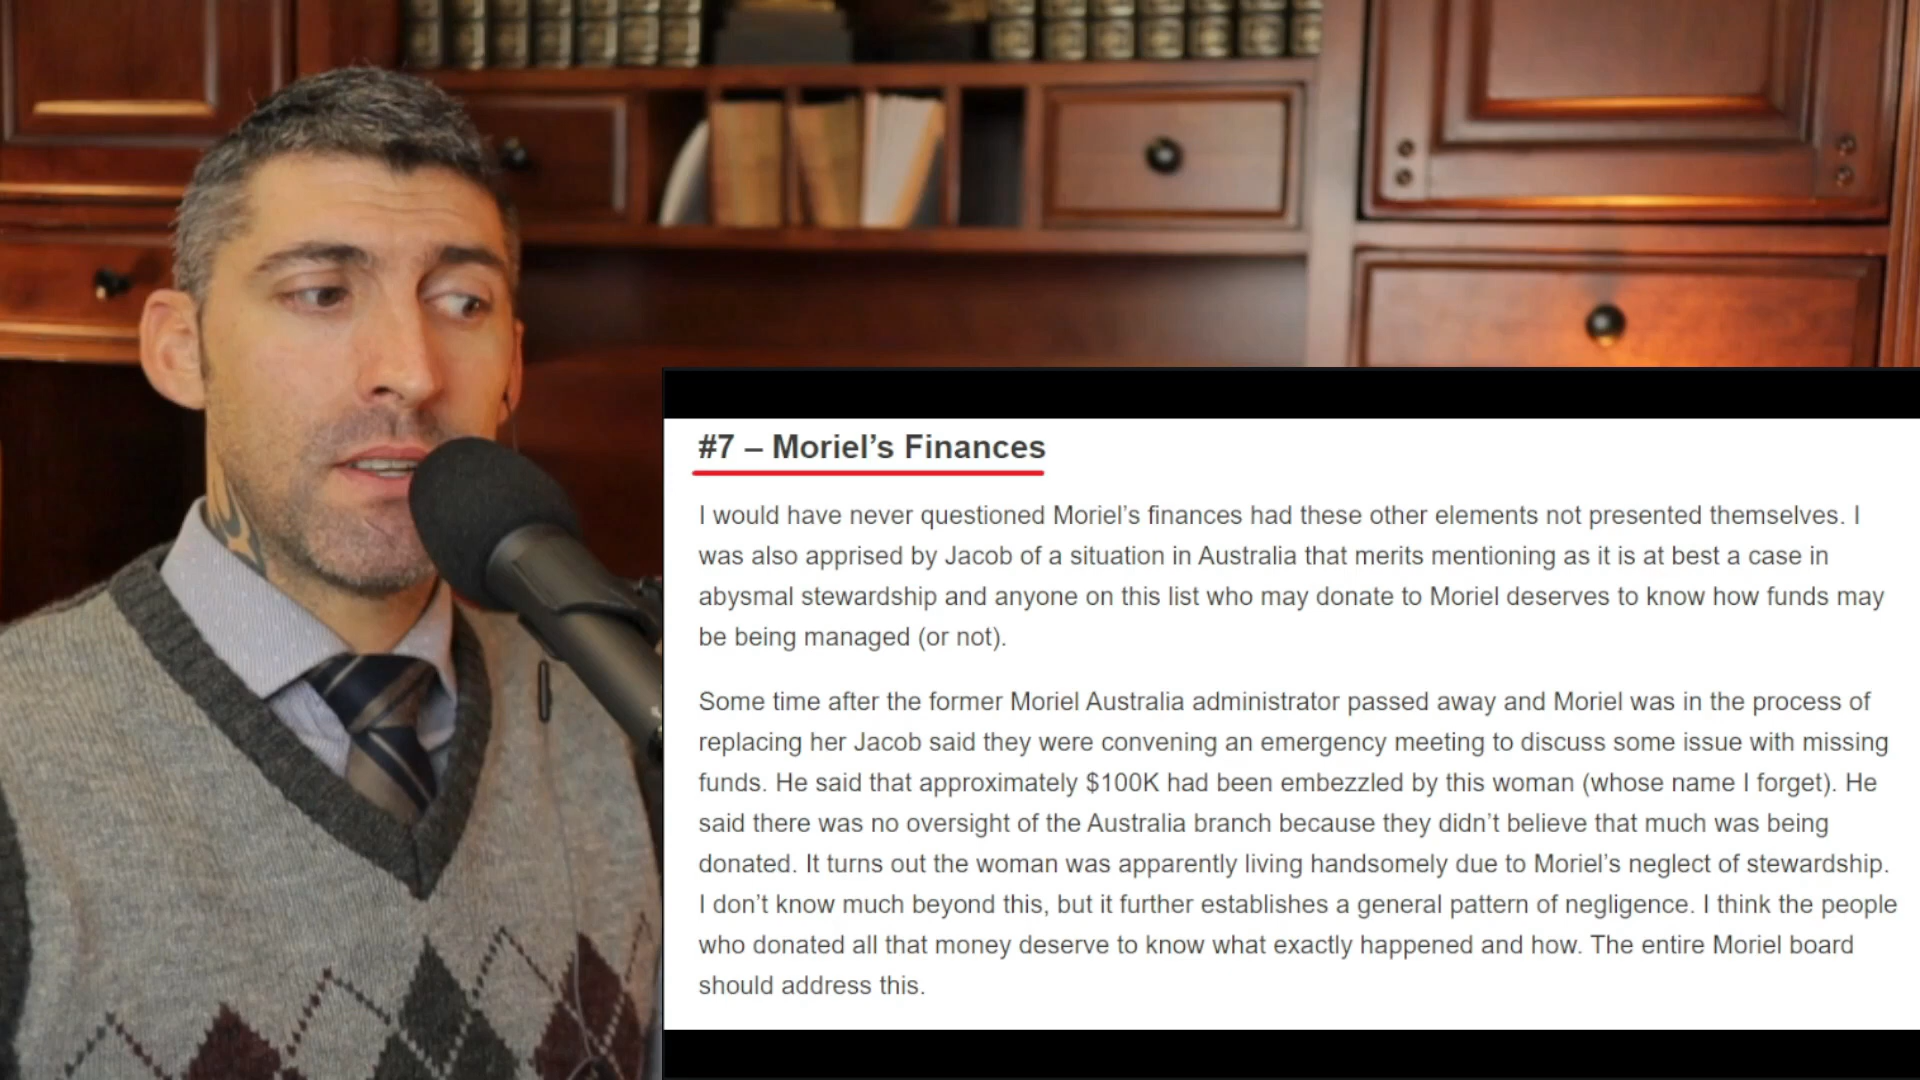 #7 – Moriel’s Finances
I would have never questioned Moriel’s finances had these other elements not presented themselves. I
was also apprised by Jacob of a situation in Australia that merits mentioning as it is at best a case in
abysmal stewardship and anyone on this list who may donate to Moriel deserves to know how funds may
be being managed (or not).
Some time after the former Moriel Australia administrator passed away and Moriel was in the process of
replacing her Jacob said they were convening an emergency meeting to discuss some issue with missing
funds. He said that approximately $100K had been embezzled by this woman (whose name I forget). He
said there was no oversight of the Australia branch because they didn’t believe that much was being
donated. It turns out the woman was apparently living handsomely due to Moriel’s neglect of stewardship.
I don’t know much beyond this, but it further establishes a general pattern of negligence. I think the people
who donated all that money deserve to know what exactly happened and how. The entire Moriel board
should address this.